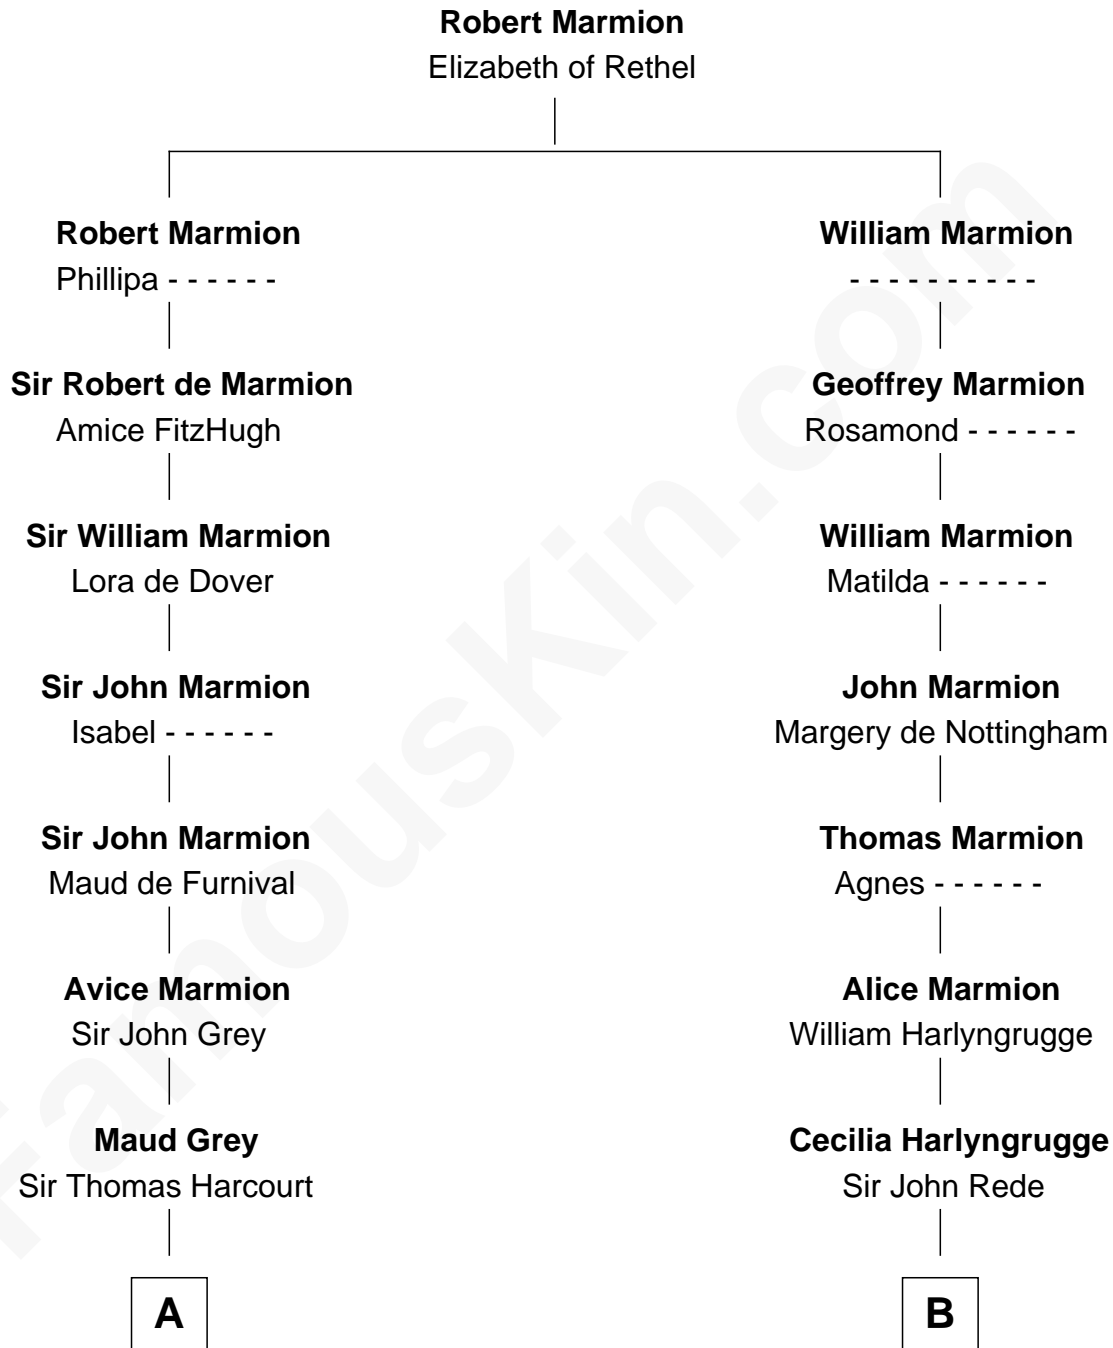 Robert Marmion
Elizabeth of Rethel
Robert Marmion
Phillipa - - - - - -
William Marmion
- - - - - - - - - -
Sir Robert de Marmion
Amice FitzHugh
Geoffrey Marmion
Rosamond - - - - - -
Sir William Marmion
Lora de Dover
William Marmion
Matilda - - - - - -
Sir John Marmion
Isabel - - - - - -
John Marmion
Margery de Nottingham
Sir John Marmion
Maud de Furnival
Thomas Marmion
Agnes - - - - - -
Avice Marmion
Sir John Grey
Alice Marmion
William Harlyngrugge
Maud Grey
Sir Thomas Harcourt
Cecilia Harlyngrugge
Sir John Rede
A
B
FamousKin.com